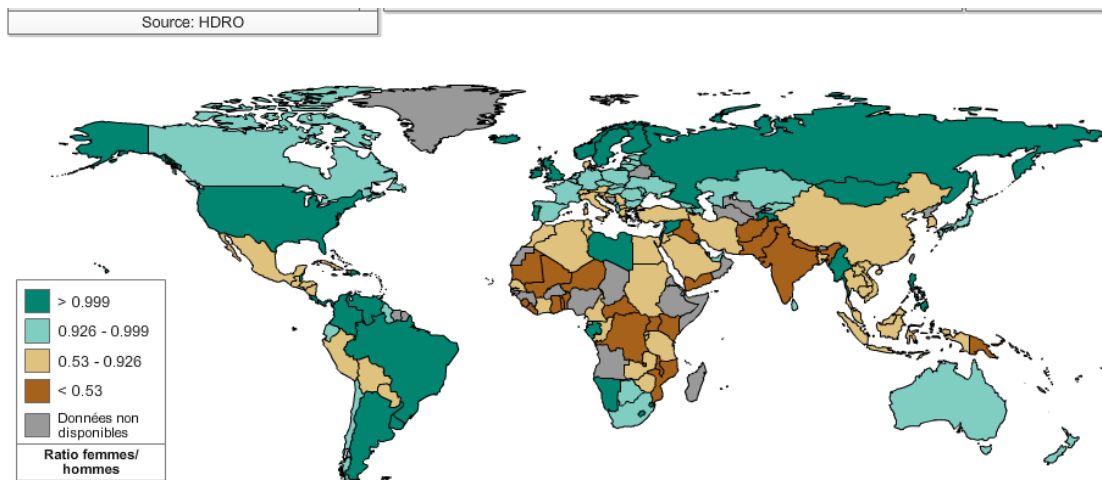 Source: HDRO
> 0.999
0.926 - 0.999
0.53 - 0.926
< 0.53
Données non
disponibles
Ratio femmes/
hommes